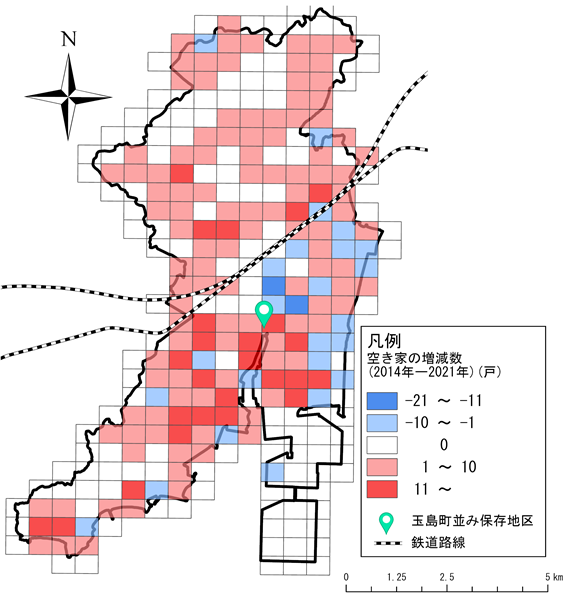 N
凡例
空き家の増減数
(2014年ー2021年)(戸)
-21 ～ -11
-10 ～ -1
0
1 ～ 10
11 ～
玉島町並み保存地区
鉄道路線
0 1.25 2.5 5 km